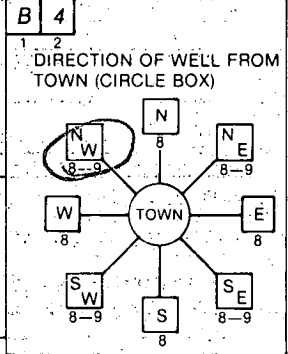 B 4
1 2
DIRECTION OF WELL FROM
TOWN (CIRCLE BOX)
N
8
N W
8-9
N E
8-9
W
8
TOWN
E
8
S W
8-9
S E
8-9
S
8